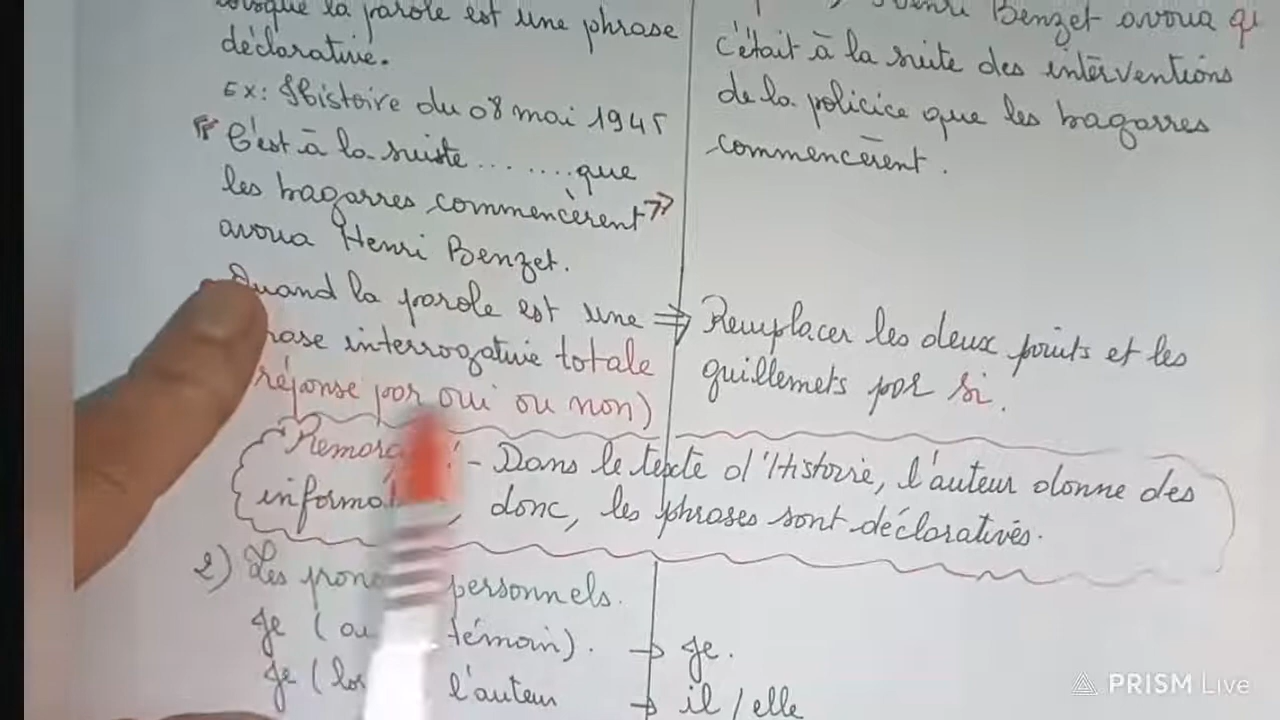 la parole est une phrase
déclarative.
Ex: Histoire du 08 mai 1945
"C'est à la suiste ........ que
les bagarres commencèrent"
avoua Henri Benzet.
Quand la parole est une ⇒
interrogative totale
réponse par oui ou non)
Henri Benzet avoua
c'était à la suite des interventions
de la policice que les bagarres
commencèrent.
Remplacer les deux points et les
guillemets par si.
- Dans le texte d'Histoire, l'auteur donne des
donc, les phrases sont déclaratives.
2) Les personnels.
Je ( témoin). → Je.
Je ( l'auteur → il / elle
PRISM Live